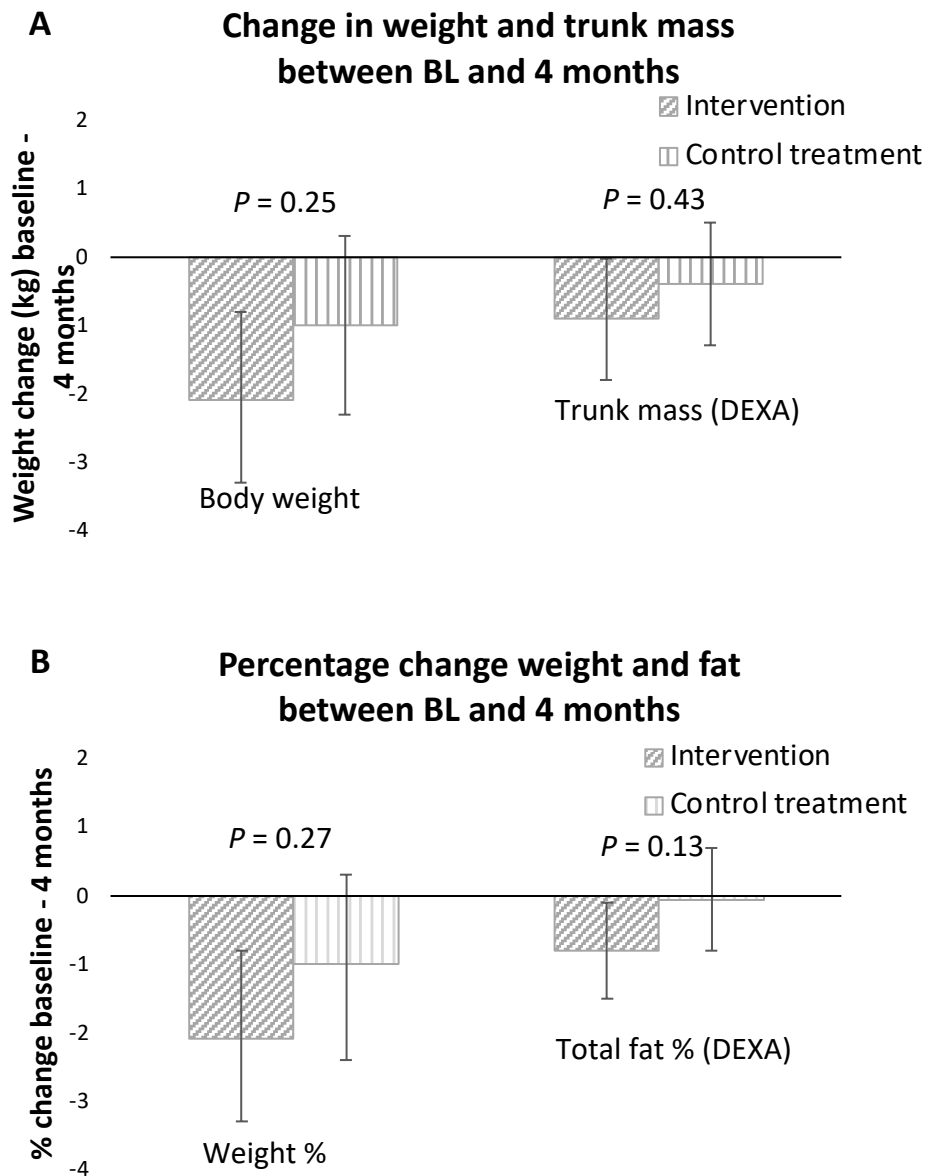 A
Change in weight and trunk mass
between BL and 4 months
Intervention
Control treatment
Weight change (kg) baseline -
4 months
2
1
0
-1
-2
-3
-4
P = 0.25
P = 0.43
Body weight
Trunk mass (DEXA)
B
Percentage change weight and fat
between BL and 4 months
Intervention
Control treatment
% change baseline - 4 months
2
1
0
-1
-2
-3
-4
P = 0.27
P = 0.13
Weight %
Total fat % (DEXA)